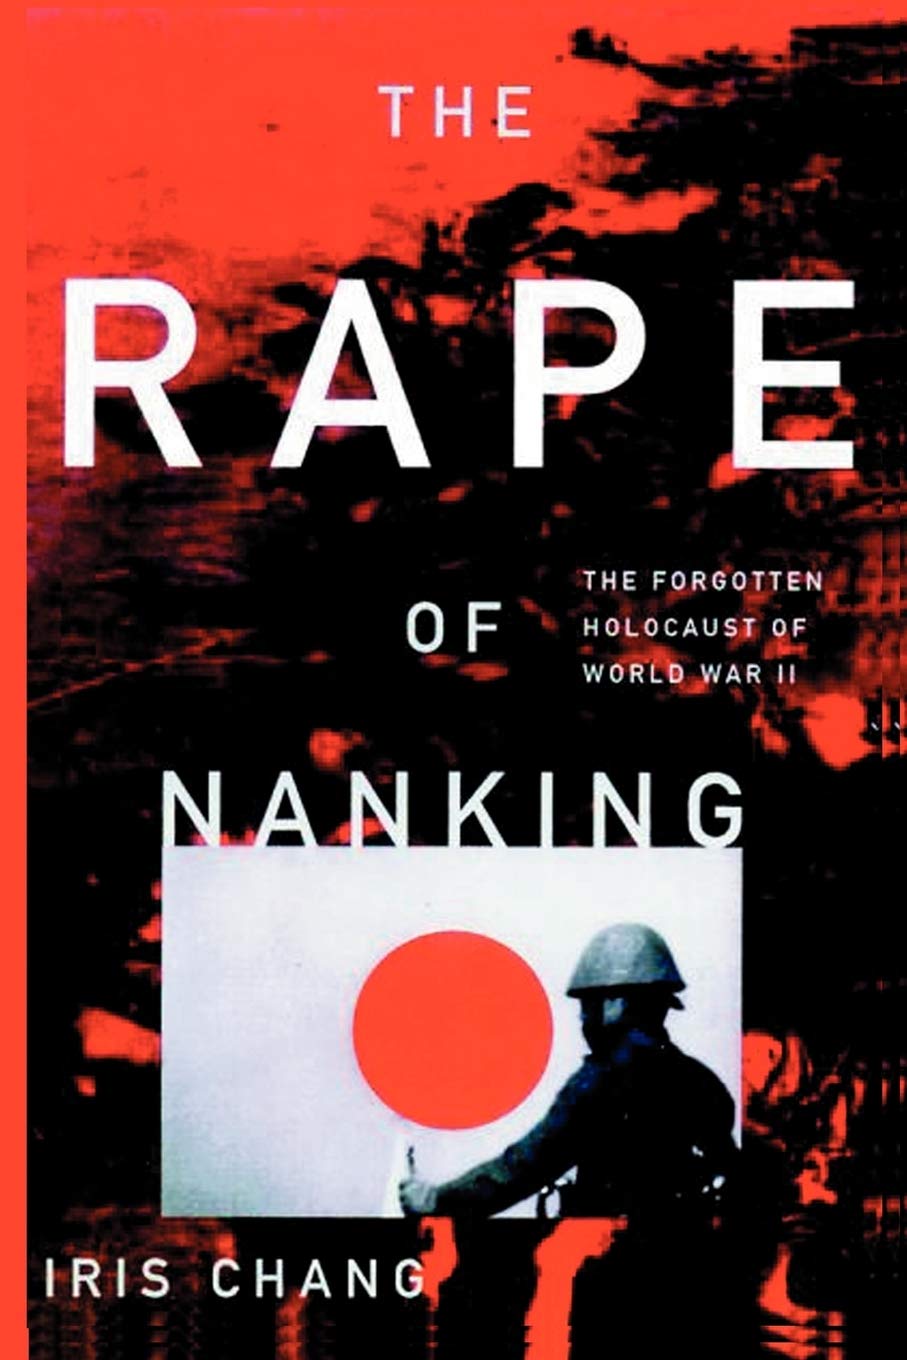 THE
RAPE
OF
THE FORGOTTEN
HOLOCAUST OF
WORLD WAR II
NANKING
IRIS CHANG